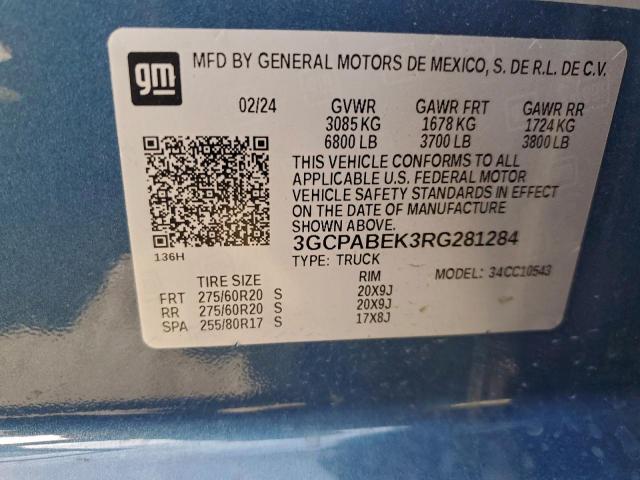 gm
MFD BY GENERAL MOTORS DE MEXICO, S. DE R.L. DE C.V.
02/24 GVWR GAWR FRT GAWR RR
3085 KG 1678 KG 1724 KG
6800 LB 3700 LB 3800 LB
THIS VEHICLE CONFORMS TO ALL
APPLICABLE U.S. FEDERAL MOTOR
VEHICLE SAFETY STANDARDS IN EFFECT
ON THE DATE OF MANUFACTURE
SHOWN ABOVE.
3GCPABEK3RG281284
136H
TYPE: TRUCK MODEL: 34CC10543
TIRE SIZE RIM
FRT 275/60R20 S 20X9J
RR 275/60R20 S 20X9J
SPA 255/80R17 S 17X8J